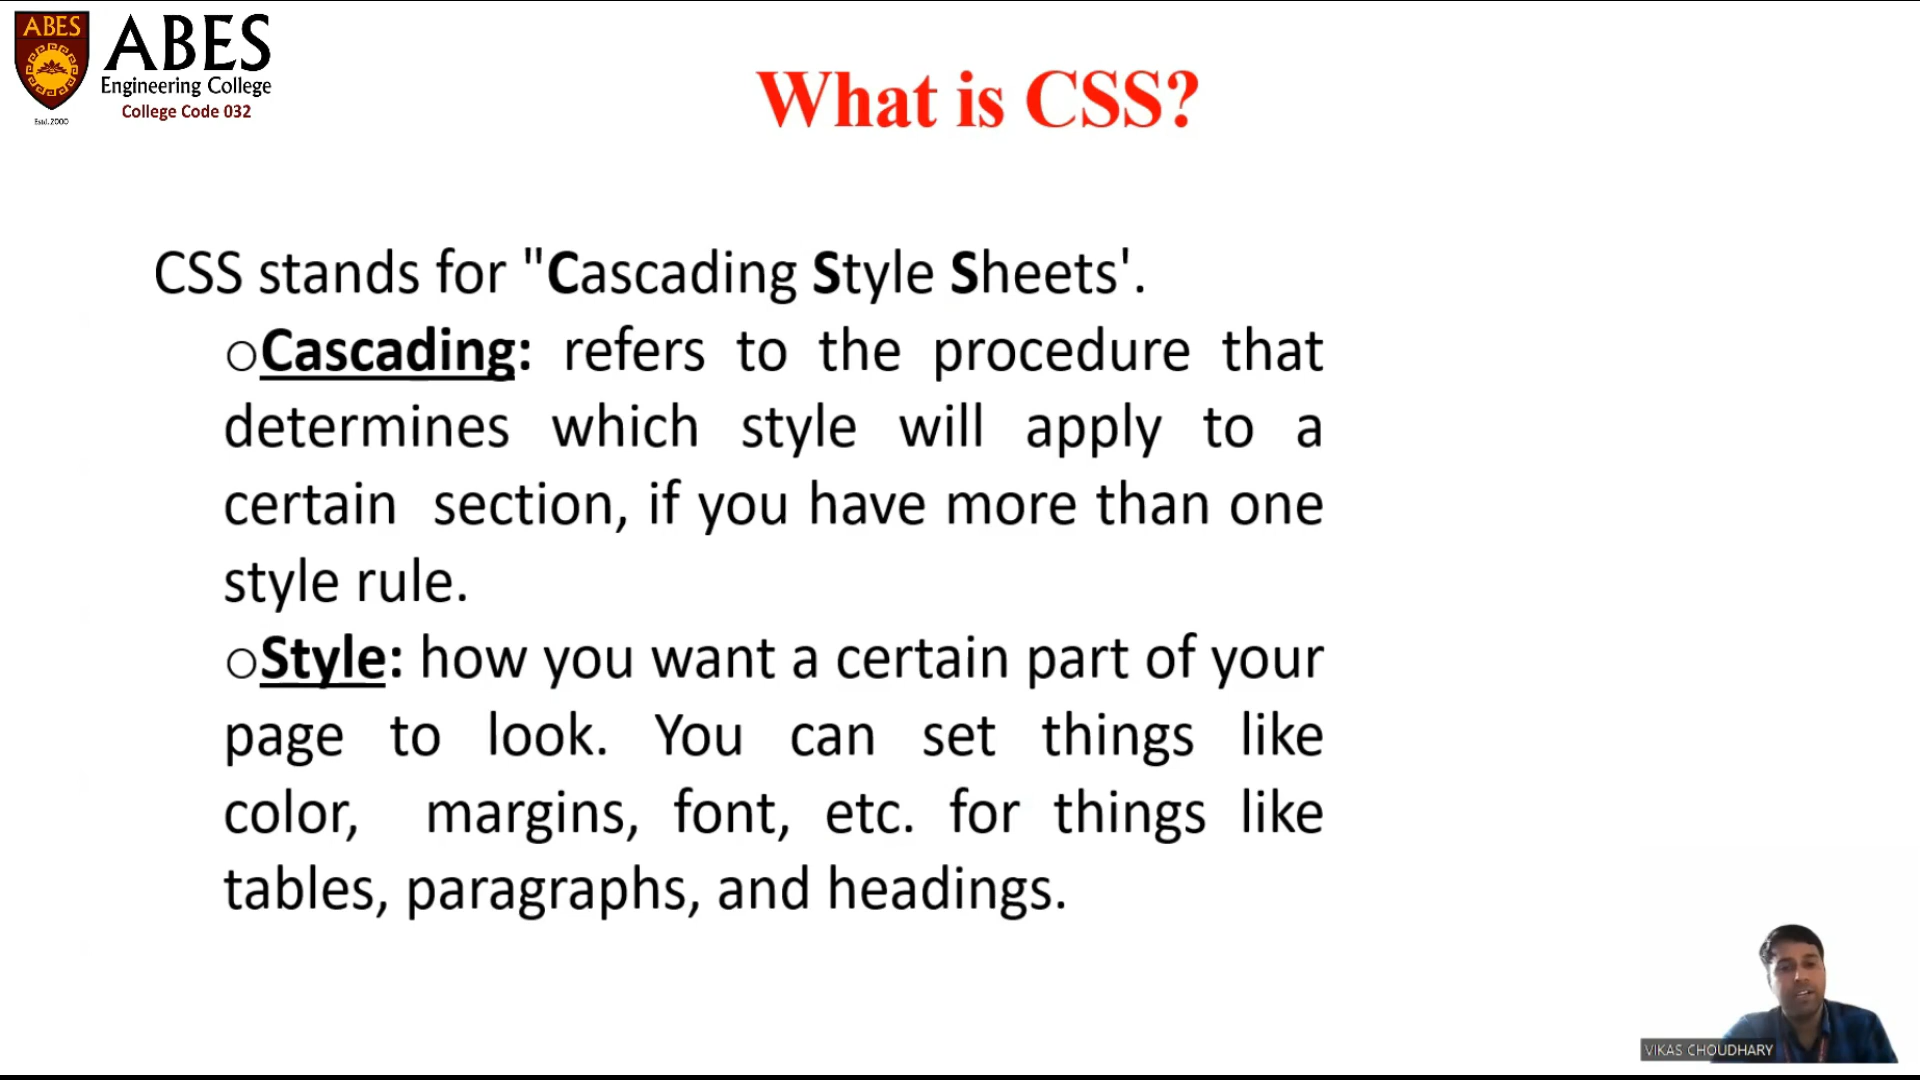 ABES
ABES
Engineering College
College Code 032
Estd.2000
What is CSS?
CSS stands for "Cascading Style Sheets'.
oCascading: refers to the procedure that
determines which style will apply to a
certain section, if you have more than one
style rule.
oStyle: how you want a certain part of your
page to look. You can set things like
color, margins, font, etc. for things like
tables, paragraphs, and headings.
VIKAS CHOUDHARY